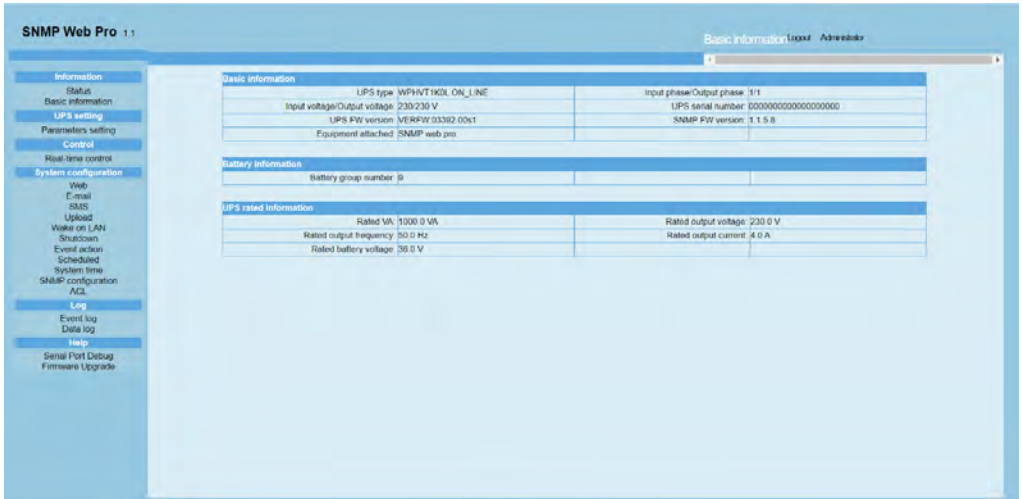 SNMP Web Pro 1.1
Basic information Logout Administrator
Information
Status
Basic information
UPS setting
Parameters setting
Control
Real-time control
System configuration
Web
E-mail
SMS
Upload
Wake on LAN
Shutdown
Event action
Scheduled
System time
SNMP configuration
ACL
Log
Event log
Data log
Help
Serial Port Debug
Firmware Upgrade
Basic information
UPS type WPHVT1K0L ON_LINE Input phase/Output phase 1/1
Input voltage/Output voltage 230/230 V UPS serial number 0000000000000000000
UPS FW version VERFW:03392.00s1 SNMP FW version 1.1.5.8
Equipment attached SNMP web pro
Battery information
Battery group number 9
UPS rated information
Rated VA 1000.0 VA Rated output voltage 230.0 V
Rated output frequency 50.0 Hz Rated output current 4.0 A
Rated battery voltage 36.0 V